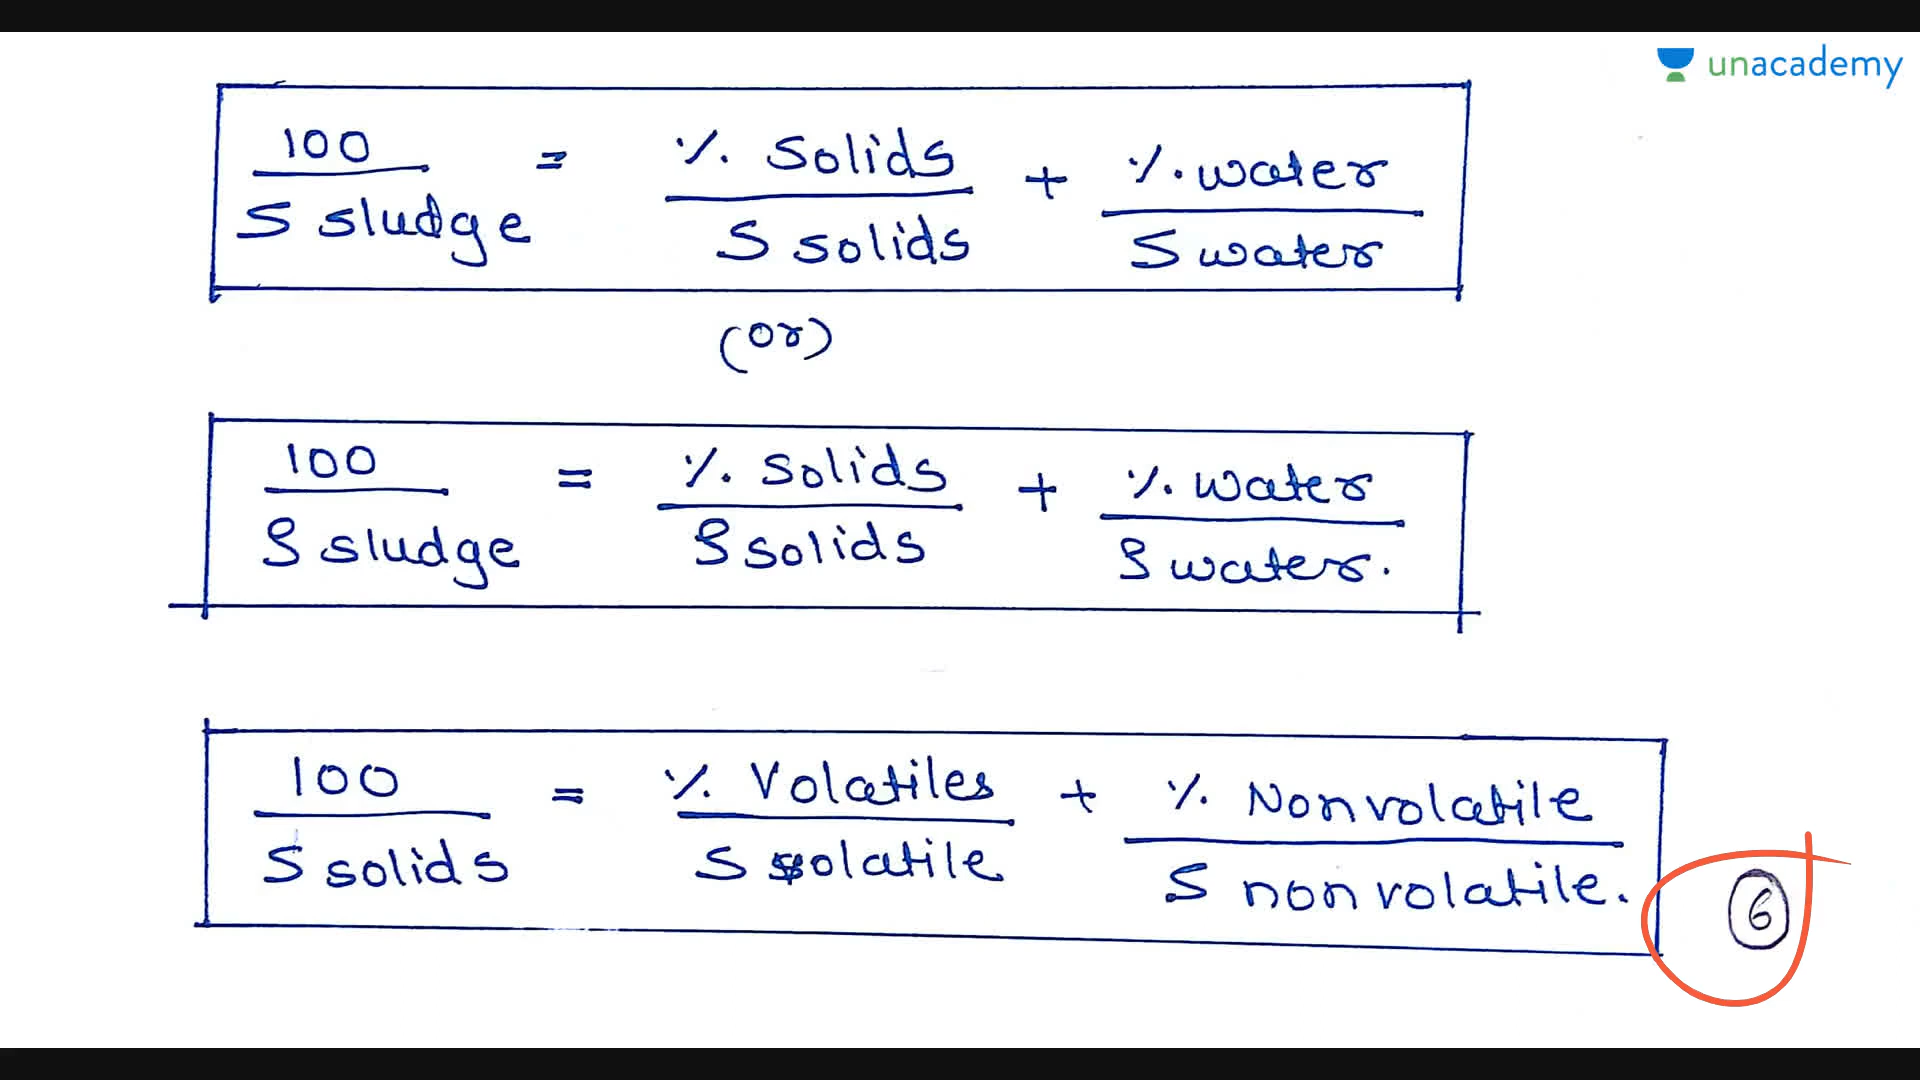 unacademy
100 / S sludge = % Solids / S solids + % water / S water
(or)
100 / ρ sludge = % Solids / ρ solids + % water / ρ water.
100 / S solids = % Volatiles / S volatile + % Nonvolatile / S nonvolatile.
6